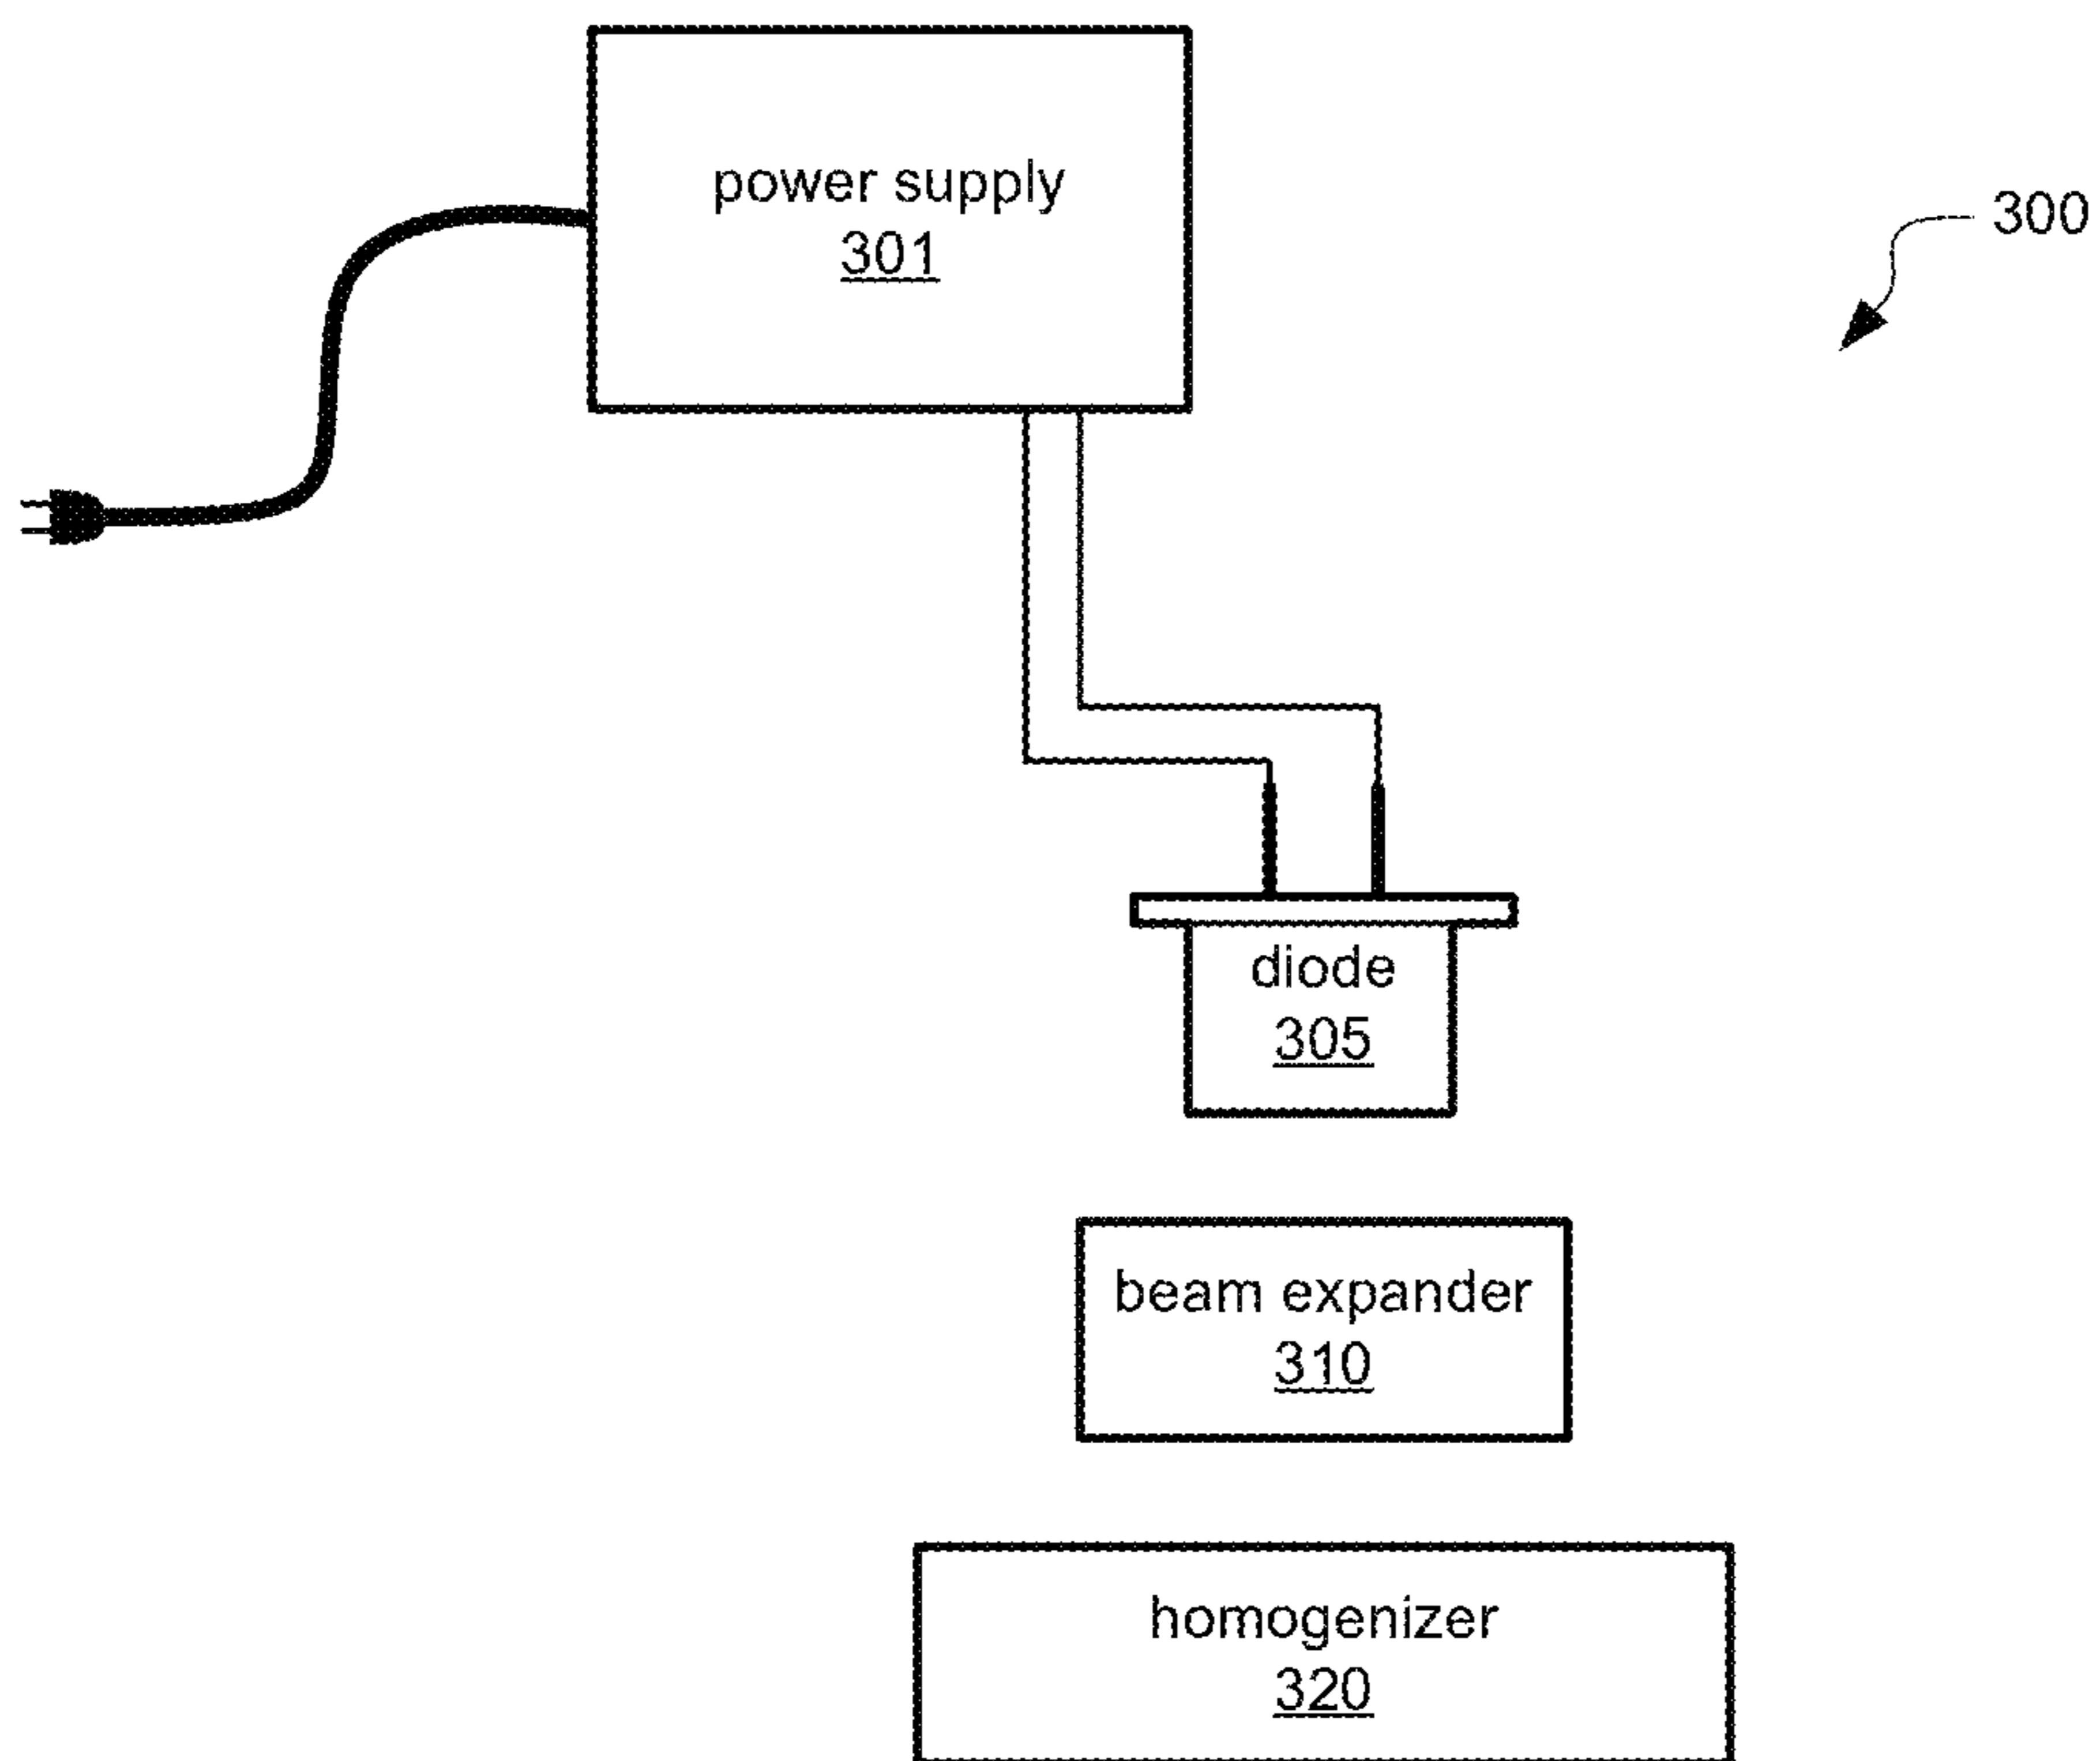 power supply
301
300
diode
305
beam expander
310
homogenizer
320